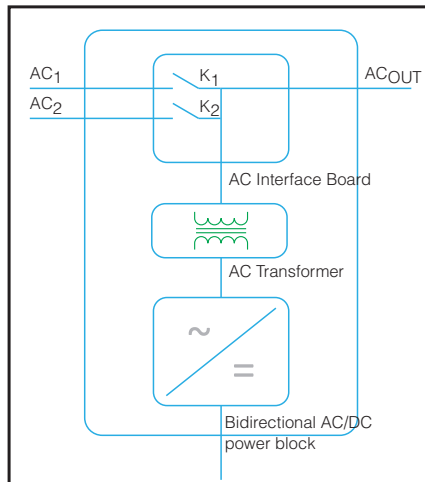 AC1
K1
ACOUT
AC2
K2
AC Interface Board
AC Transformer
~
=
Bidirectional AC/DC
power block